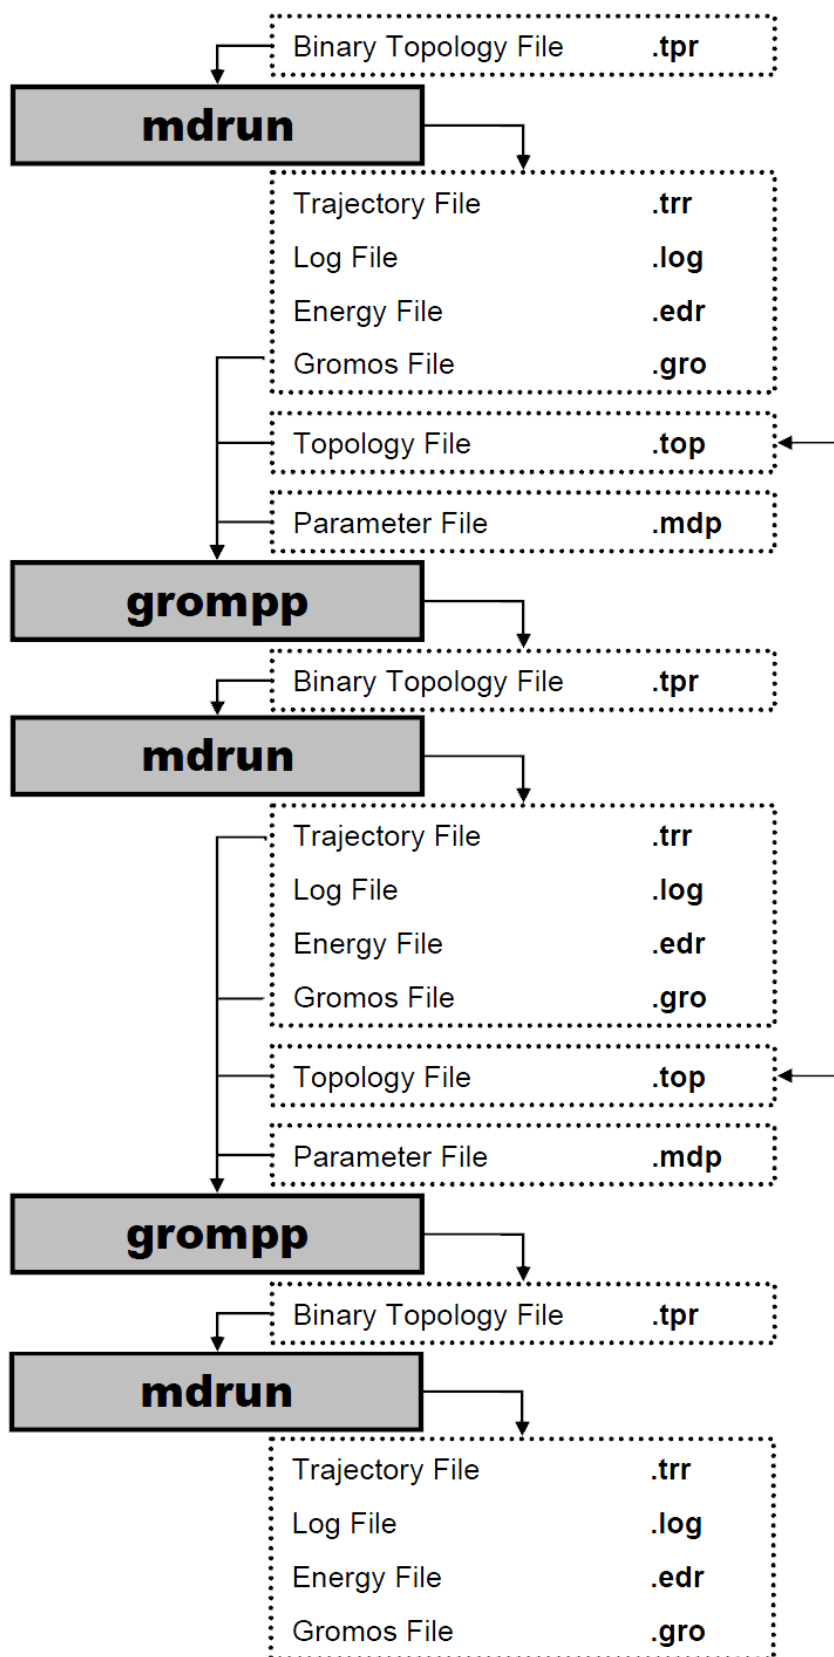 Binary Topology File .tpr
mdrun
Trajectory File .trr
Log File .log
Energy File .edr
Gromos File .gro
Topology File .top
Parameter File .mdp
grompp
Binary Topology File .tpr
mdrun
Trajectory File .trr
Log File .log
Energy File .edr
Gromos File .gro
Topology File .top
Parameter File .mdp
grompp
Binary Topology File .tpr
mdrun
Trajectory File .trr
Log File .log
Energy File .edr
Gromos File .gro